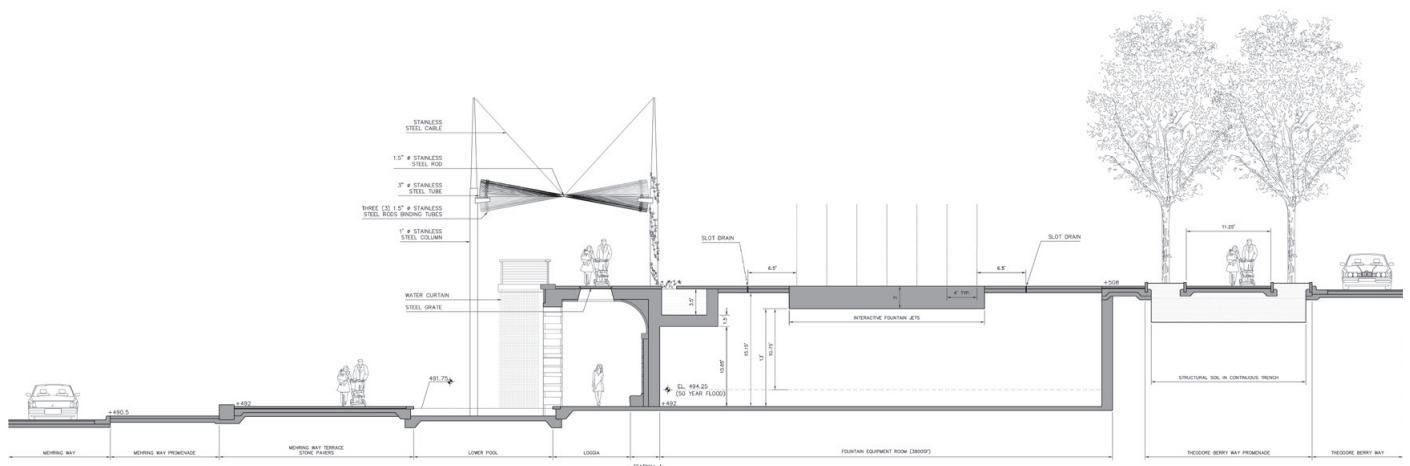 STAINLESS
STEEL CABLE
1.5" ø STAINLESS
STEEL ROD
3" ø STAINLESS
STEEL TUBE
THREE (3) 1.5" ø STAINLESS
STEEL RODS BINDING TUBES
1" ø STAINLESS
STEEL COLUMN
WATER CURTAIN
STEEL GRATE
SLOT DRAIN
6.5'
6.5'
SLOT DRAIN
11.25'
+508
3.5'
1.5'
4' TYP.
INTERACTIVE FOUNTAIN JETS
15.15'
13'
10.75'
10.65'
EL. 494.25
(50 YEAR FLOOD)
STRUCTURAL SOIL IN CONTINUOUS TRENCH
491.75
+490.5
+492
+492
MEHRING WAY
MEHRING WAY PROMENADE
MEHRING WAY TERRACE
STONE PAVERS
LOWER POOL
LOGGIA
FOUNTAIN EQUIPMENT ROOM (3800SF)
THEODORE BERRY WAY PROMENADE
THEODORE BERRY WAY